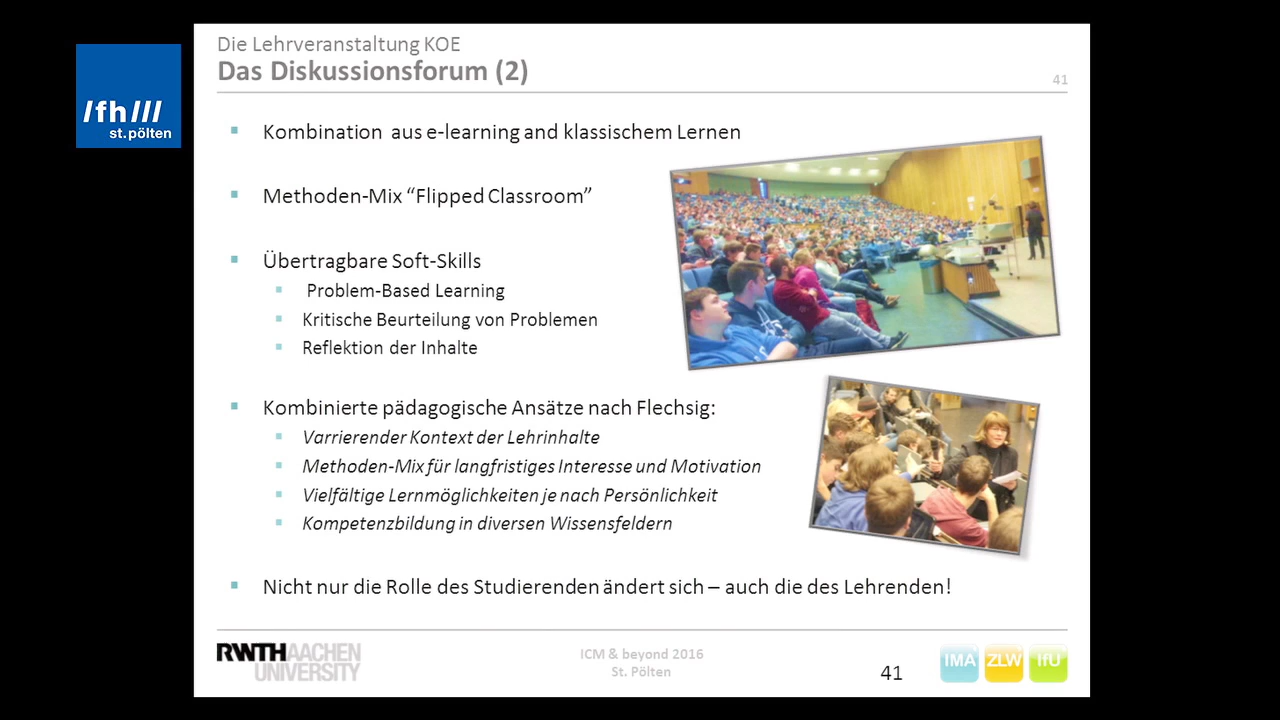 /fh///
st.pölten
Die Lehrveranstaltung KOE
Das Diskussionsforum (2)
41
Kombination aus e-learning and klassischem Lernen
Methoden-Mix “Flipped Classroom”
Übertragbare Soft-Skills
Problem-Based Learning
Kritische Beurteilung von Problemen
Reflektion der Inhalte
Kombinierte pädagogische Ansätze nach Flechsig:
Varrierender Kontext der Lehrinhalte
Methoden-Mix für langfristiges Interesse und Motivation
Vielfältige Lernmöglichkeiten je nach Persönlichkeit
Kompetenzbildung in diversen Wissensfeldern
Nicht nur die Rolle des Studierenden ändert sich – auch die des Lehrenden!
RWTHAACHEN
UNIVERSITY
ICM & beyond 2016
St. Pölten
41
IMA ZLW IfU